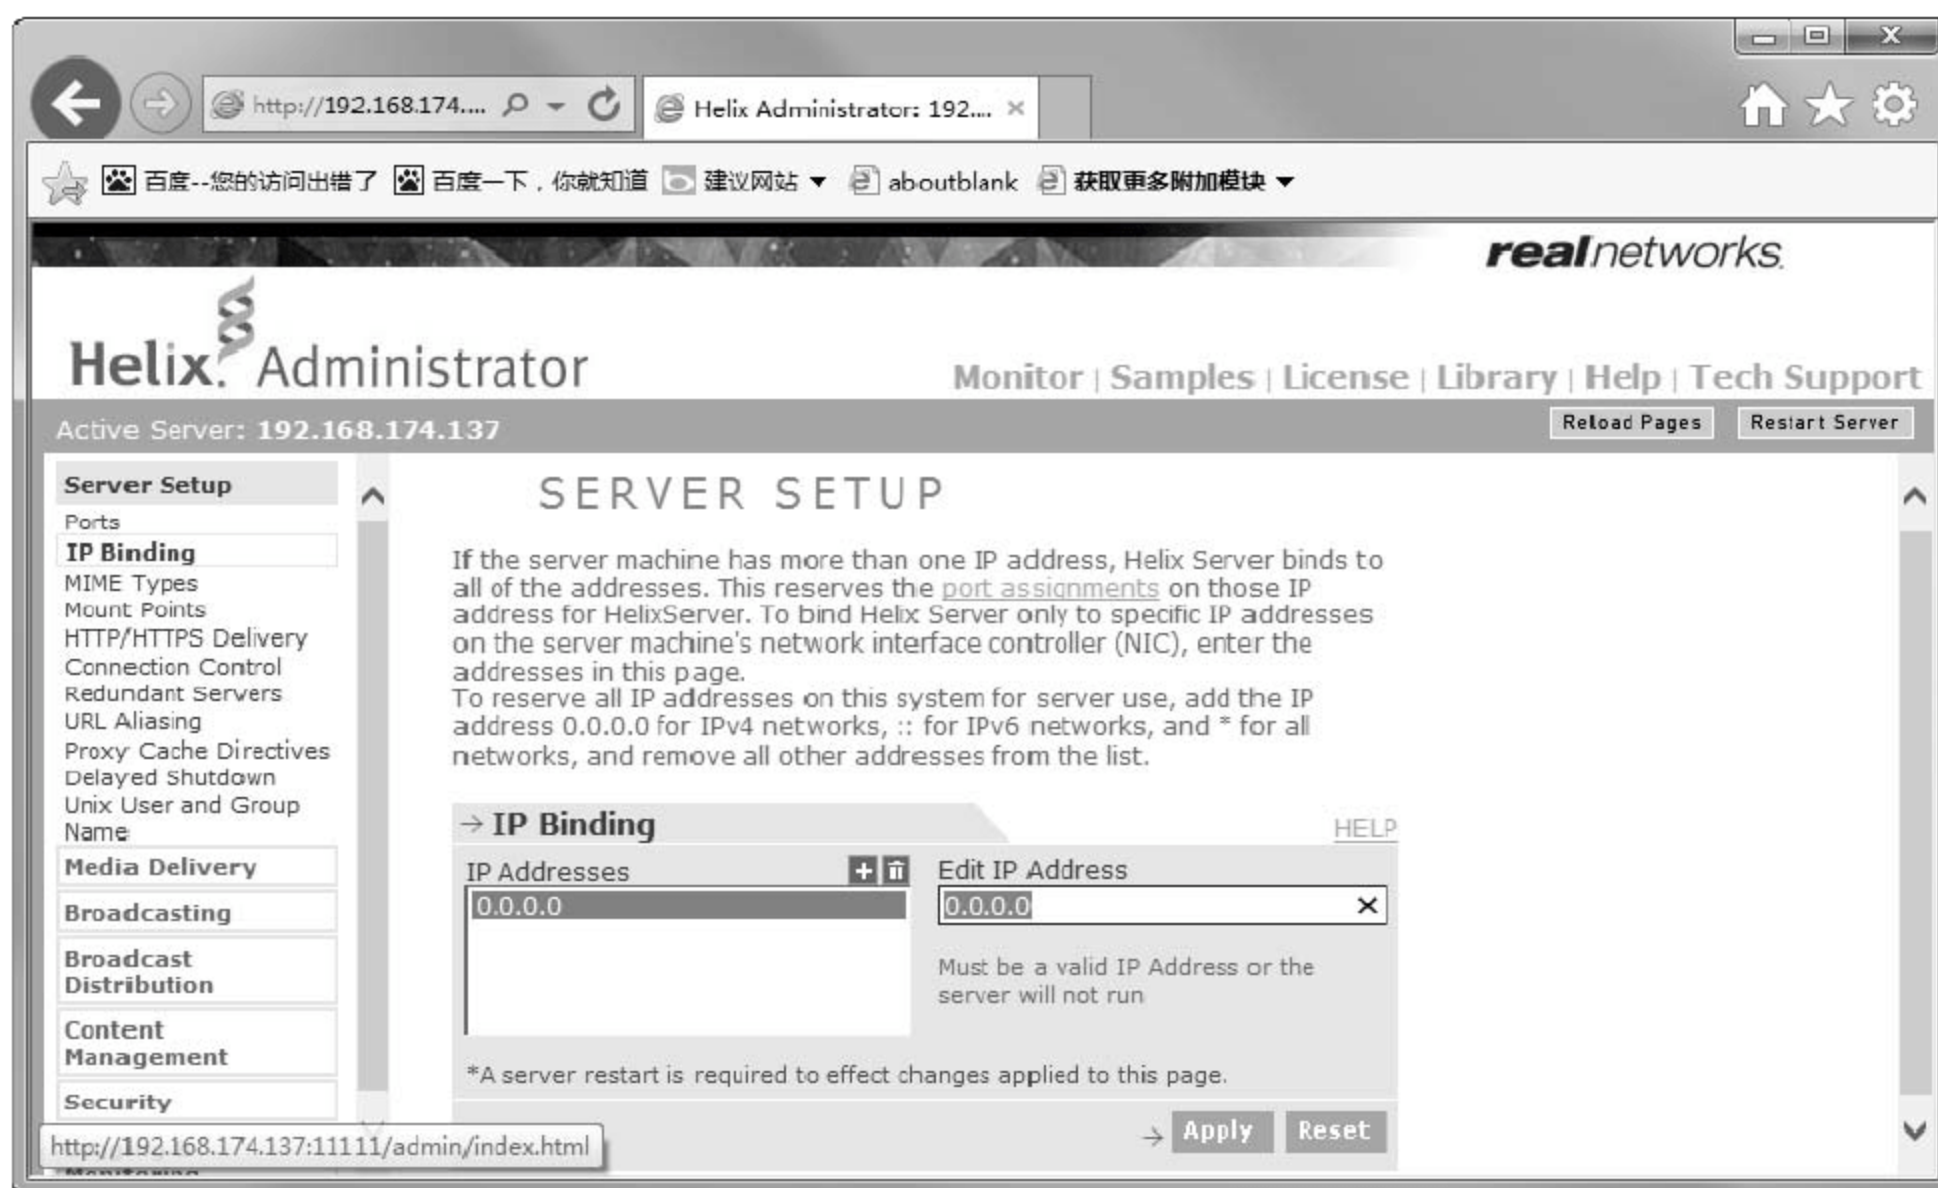 http://192.168.174....
Helix Administrator: 192....
百度--您的访问出错了 百度一下，你就知道 建议网站 aboutblank 获取更多附加模块
realnetworks.
Helix. Administrator
Monitor | Samples | License | Library | Help | Tech Support
Active Server: 192.168.174.137
Reload Pages Restart Server
Server Setup
Ports
IP Binding
MIME Types
Mount Points
HTTP/HTTPS Delivery
Connection Control
Redundant Servers
URL Aliasing
Proxy Cache Directives
Delayed Shutdown
Unix User and Group
Name
Media Delivery
Broadcasting
Broadcast
Distribution
Content
Management
Security
Monitoring
http://192.168.174.137:11111/admin/index.html
SERVER SETUP
If the server machine has more than one IP address, Helix Server binds to
all of the addresses. This reserves the port assignments on those IP
address for HelixServer. To bind Helix Server only to specific IP addresses
on the server machine's network interface controller (NIC), enter the
addresses in this page.
To reserve all IP addresses on this system for server use, add the IP
address 0.0.0.0 for IPv4 networks, :: for IPv6 networks, and * for all
networks, and remove all other addresses from the list.
→ IP Binding
HELP
IP Addresses
0.0.0.0
Edit IP Address
0.0.0.0
Must be a valid IP Address or the
server will not run
*A server restart is required to effect changes applied to this page.
→ Apply Reset